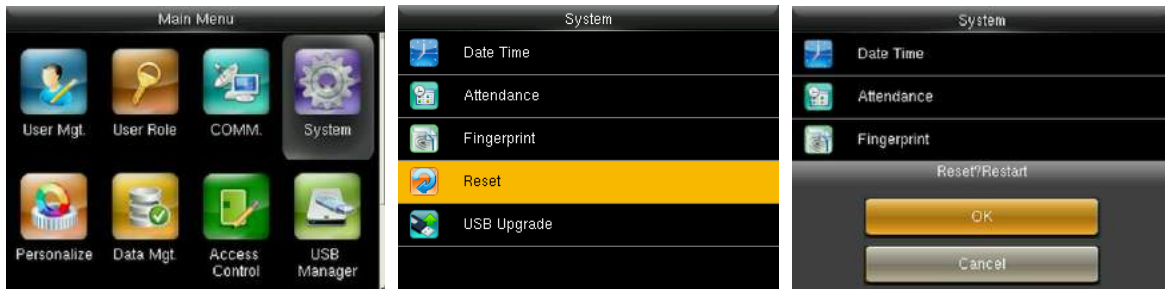 Main Menu
User Mgt.
User Role
COMM.
System
Personalize
Data Mgt.
Access
Control
USB
Manager
System
Date Time
Attendance
Fingerprint
Reset
USB Upgrade
System
Date Time
Attendance
Fingerprint
Reset?Restart
OK
Cancel